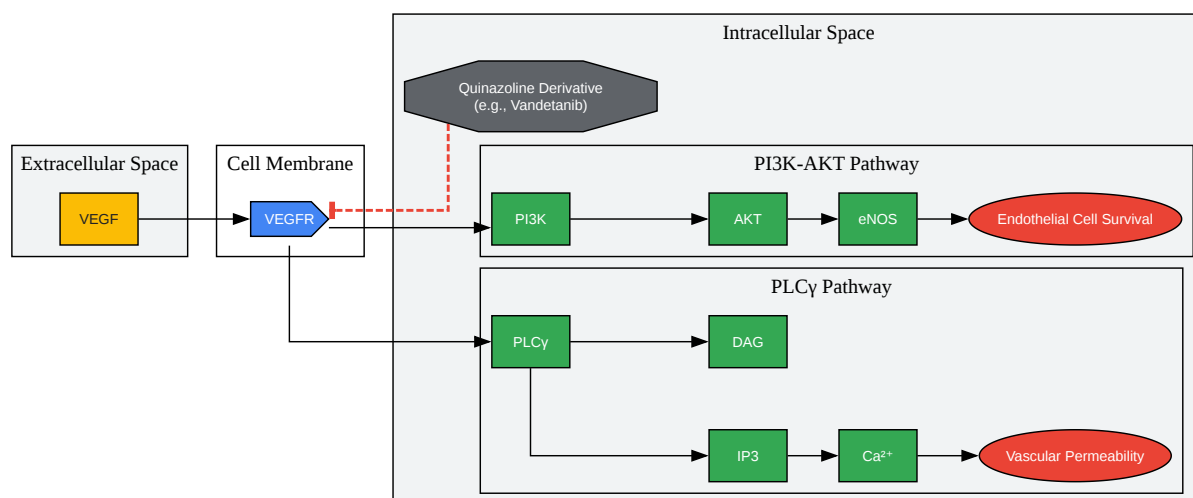 Intracellular Space
Quinazoline Derivative
(e.g., Vandetanib)
Extracellular Space
Cell Membrane
PI3K-AKT Pathway
VEGF
VEGFR
PI3K
AKT
eNOS
Endothelial Cell Survival
PLCγ Pathway
PLCγ
DAG
IP3
Ca²⁺
Vascular Permeability